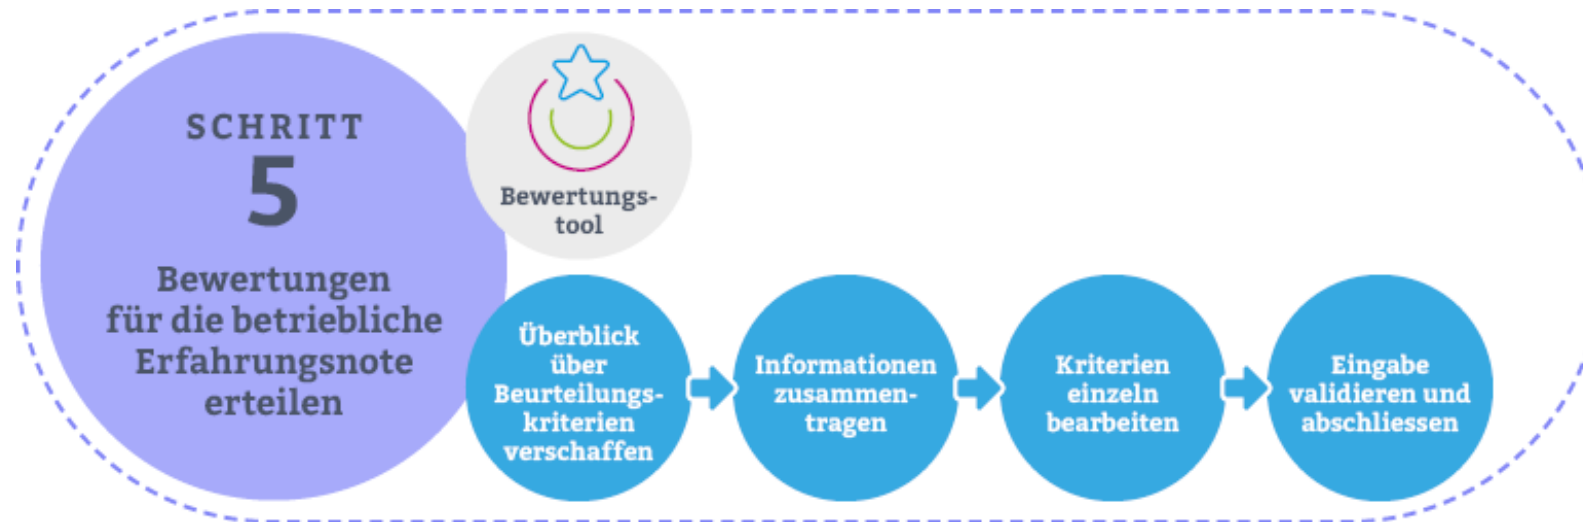 SCHRITT
5
Bewertungen
für die betriebliche
Erfahrungsnote
erteilen
Bewertungs-
tool
Überblick
über
Beurteilungs-
kriterien
verschaffen
Informationen
zusammen-
tragen
Kriterien
einzeln
bearbeiten
Eingabe
validieren und
abschliessen